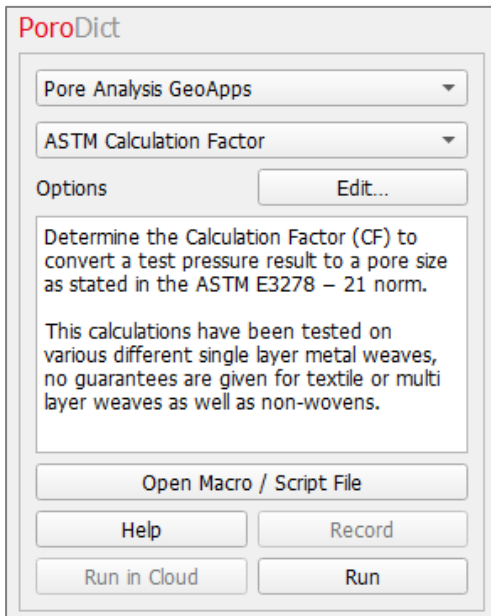 PoroDict
Pore Analysis GeoApps
ASTM Calculation Factor
Options
Edit...
Determine the Calculation Factor (CF) to
convert a test pressure result to a pore size
as stated in the ASTM E3278 – 21 norm.
This calculations have been tested on
various different single layer metal weaves,
no guarantees are given for textile or multi
layer weaves as well as non-wovens.
Open Macro / Script File
Help
Record
Run in Cloud
Run